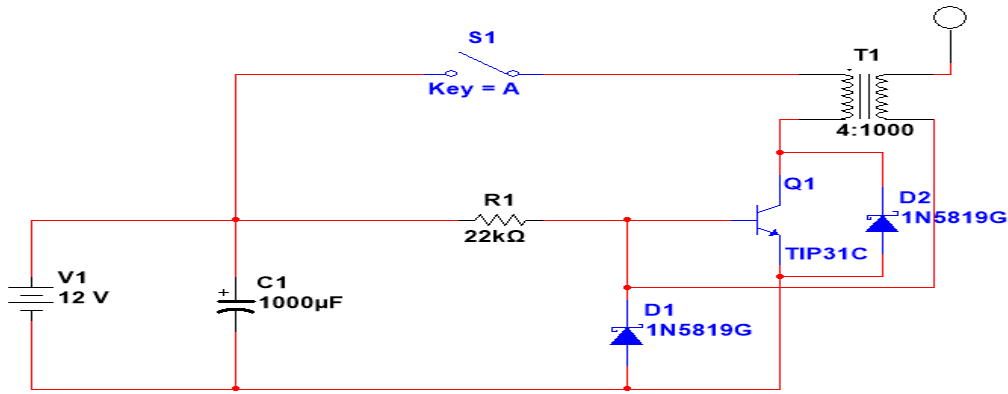 S1
Key = A
T1
4:1000
R1
22kΩ
Q1
TIP31C
D2
1N5819G
V1
12 V
C1
+
1000µF
D1
1N5819G